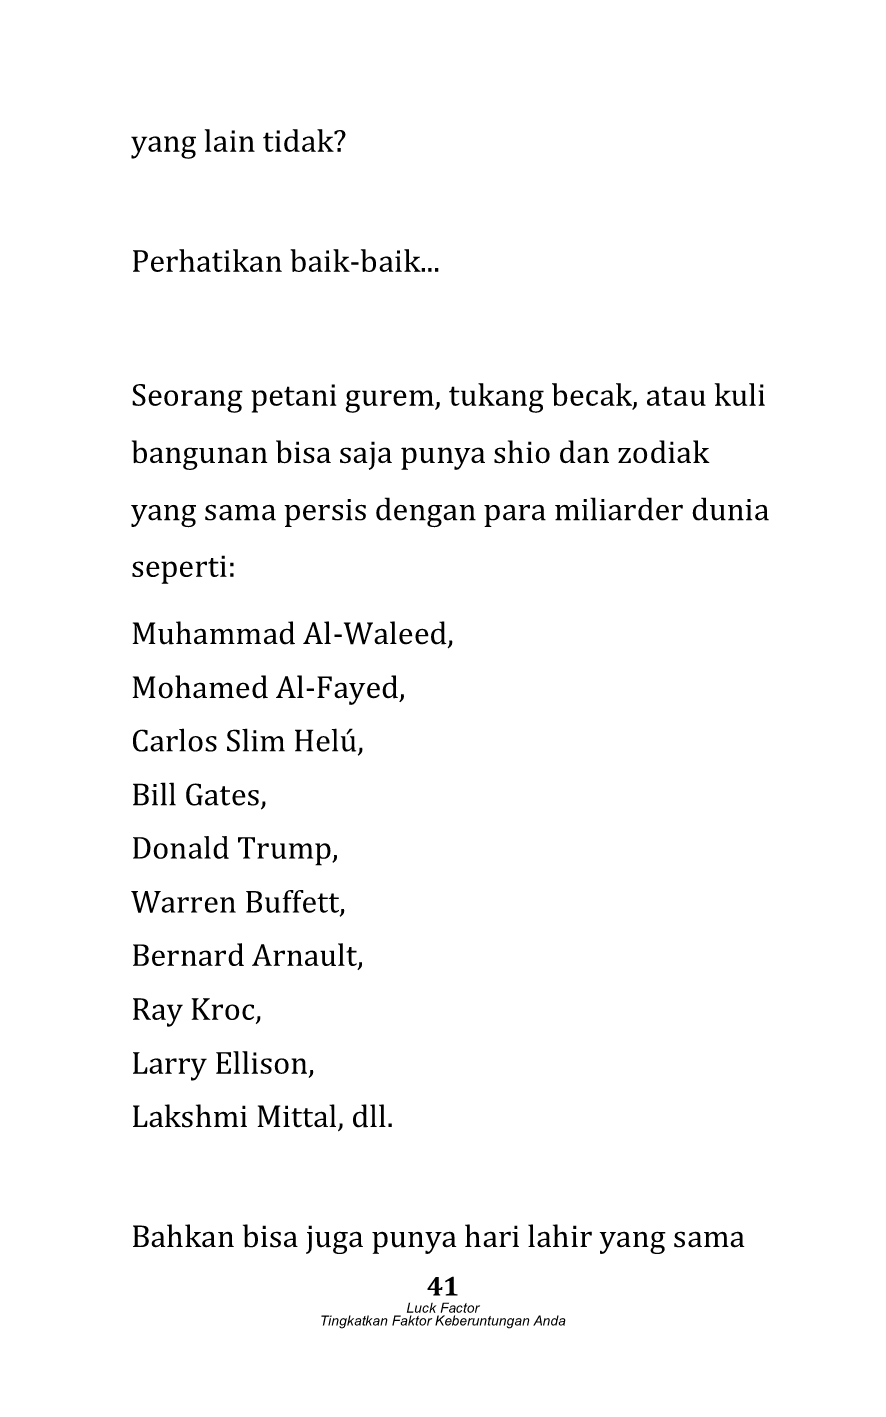 yang lain tidak?
Perhatikan baik-baik...
Seorang petani gurem, tukang becak, atau kuli
bangunan bisa saja punya shio dan zodiak
yang sama persis dengan para miliarder dunia
seperti:
Muhammad Al-Waleed,
Mohamed Al-Fayed,
Carlos Slim Helú,
Bill Gates,
Donald Trump,
Warren Buffett,
Bernard Arnault,
Ray Kroc,
Larry Ellison,
Lakshmi Mittal, dll.
Bahkan bisa juga punya hari lahir yang sama
41
Luck Factor
Tingkatkan Faktor Keberuntungan Anda